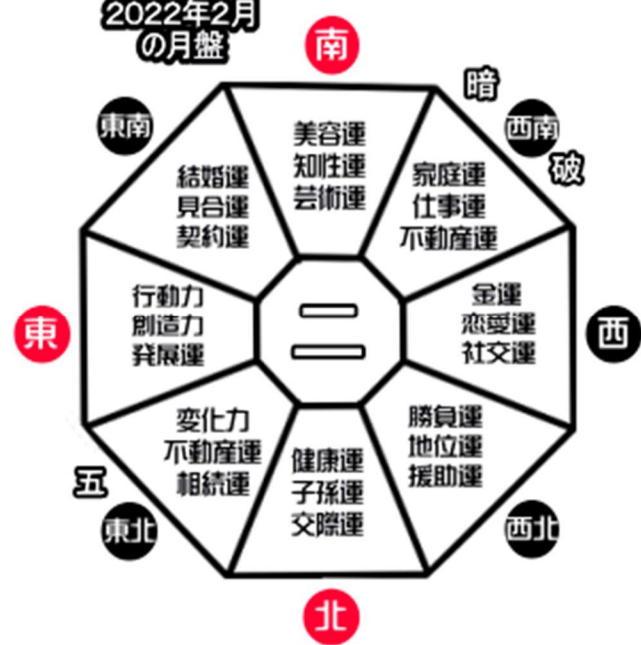 2022年2月
の月盤
南
暗
東南
西南
破
美容運
知性運
芸術運
結婚運
見合運
契約運
家庭運
仕事運
不動産運
東
行動力
創造力
発展運
二
金運
恋愛運
社交運
西
変化力
不動産運
相続運
健康運
子孫運
交際運
勝負運
地位運
援助運
五
東北
西北
北